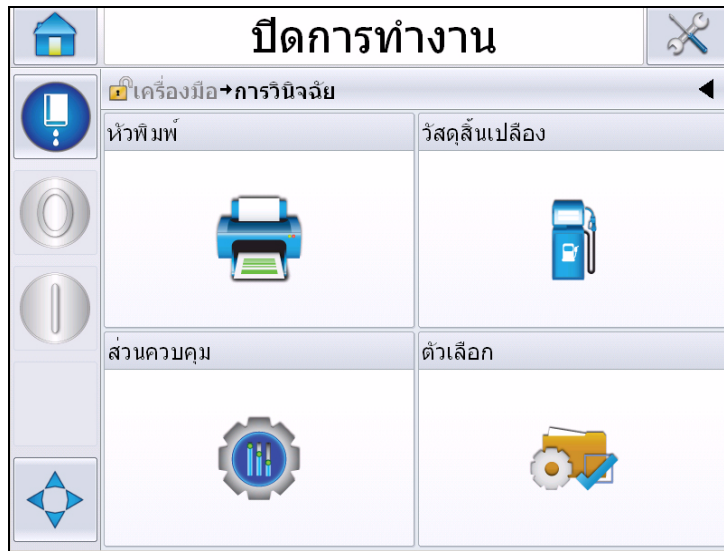 ปิดการทำงาน
เครื่องมือ→การวินิจฉัย
หัวพิมพ์
วัสดุสิ้นเปลือง
ส่วนควบคุม
ตัวเลือก